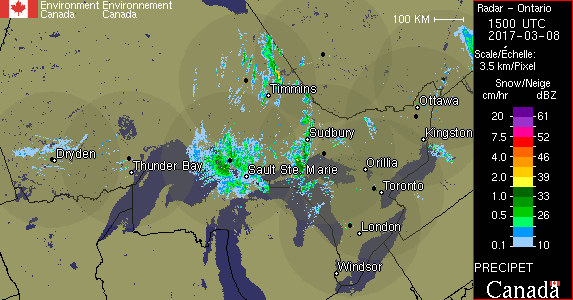 Environment Environnement
Canada Canada
100 KM
Radar - Ontario
1500 UTC
2017-03-08
Scale/Échelle:
3.5 km/Pixel
Snow/Neige
cm/hr dBZ
20 61
7.5 57
5.5 52
4.0 46
2.0 39
1.0 33
0.5 26
0.1 10
PRECIPET
Canada
Timmins
Ottawa
Sudbury
Kingston
Dryden
Thunder Bay
Sault Ste. Marie
Orillia
Toronto
London
Windsor